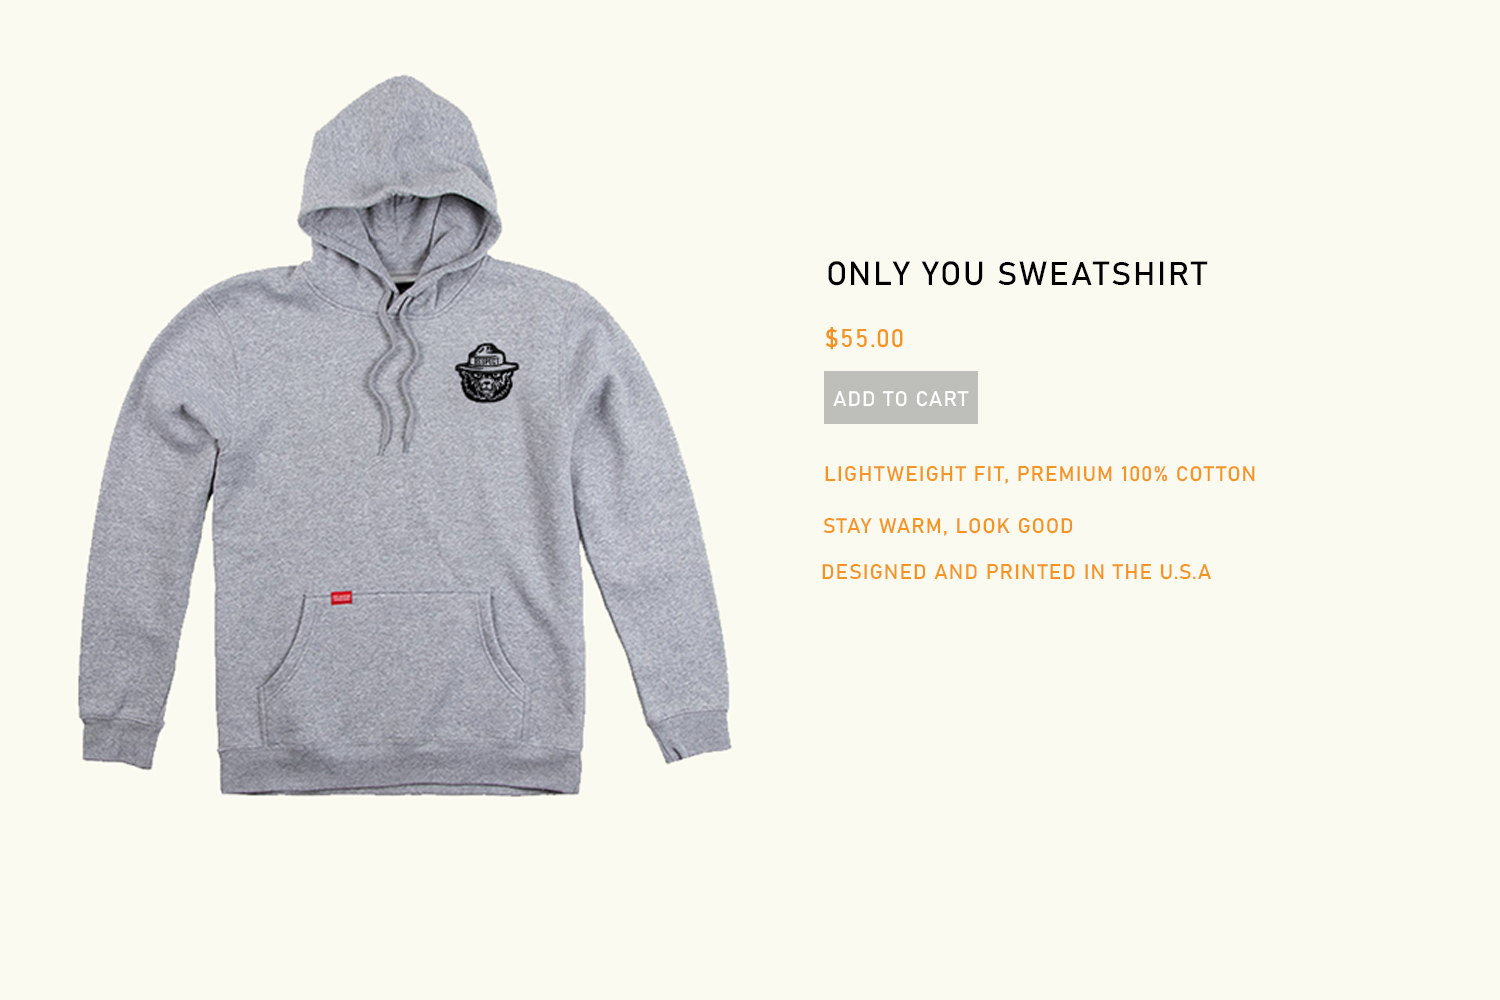 RESPECT
ONLY YOU SWEATSHIRT
$55.00
ADD TO CART
LIGHTWEIGHT FIT, PREMIUM 100% COTTON
STAY WARM, LOOK GOOD
DESIGNED AND PRINTED IN THE U.S.A